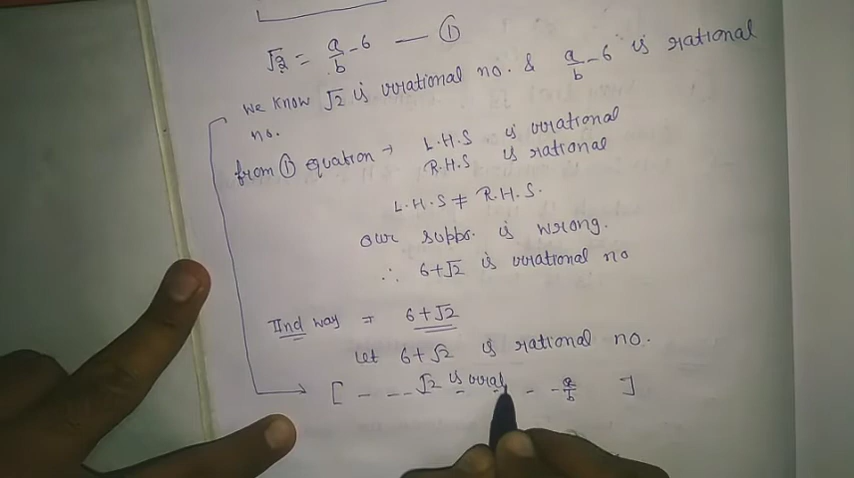 √2 = a/b - 6 — ①
we know √2 is irrational no. & a/b - 6 is rational
no.
from ① equation → L.H.S is irrational
R.H.S is rational
L.H.S ≠ R.H.S.
our suppo. is wrong.
∴ 6+√2 is irrational no
IInd way = 6+√2
Let 6+√2 is rational no.
[ - - - √2 is irrat - - - a/b ]